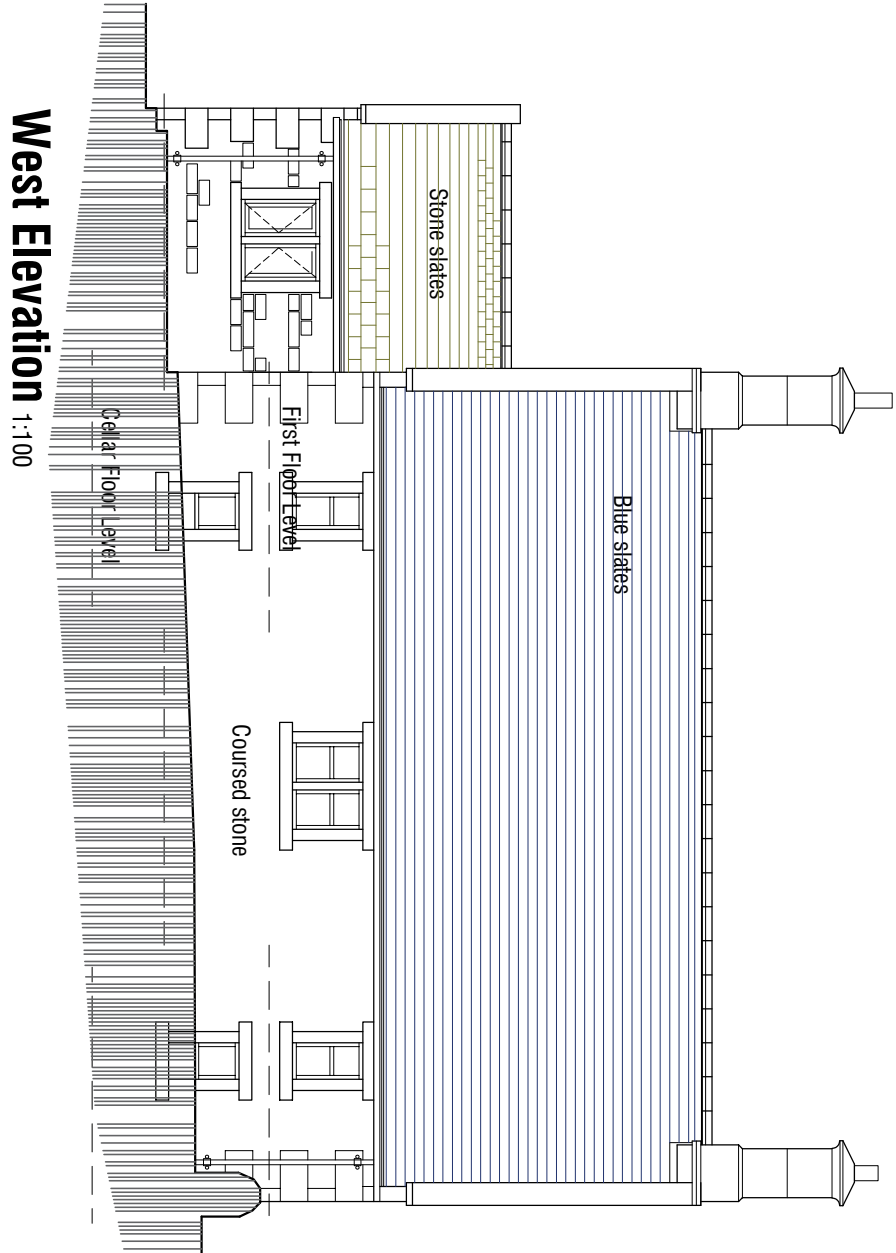 Stone slates
Blue slates
First Floor Level
Coursed stone
Cellar Floor Level
West Elevation 1:100